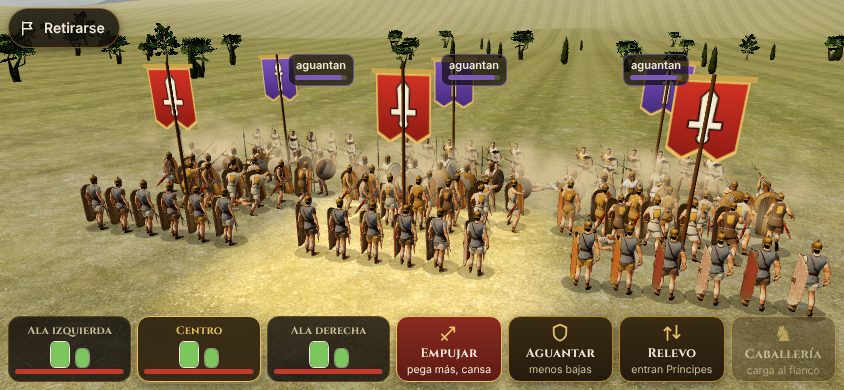 Retirarse
aguantan
aguantan
aguantan
ALA IZQUIERDA
CENTRO
ALA DERECHA
EMPUJAR
pega más, cansa
AGUANTAR
menos bajas
RELEVO
entran Príncipes
CABALLERÍA
carga al flanco